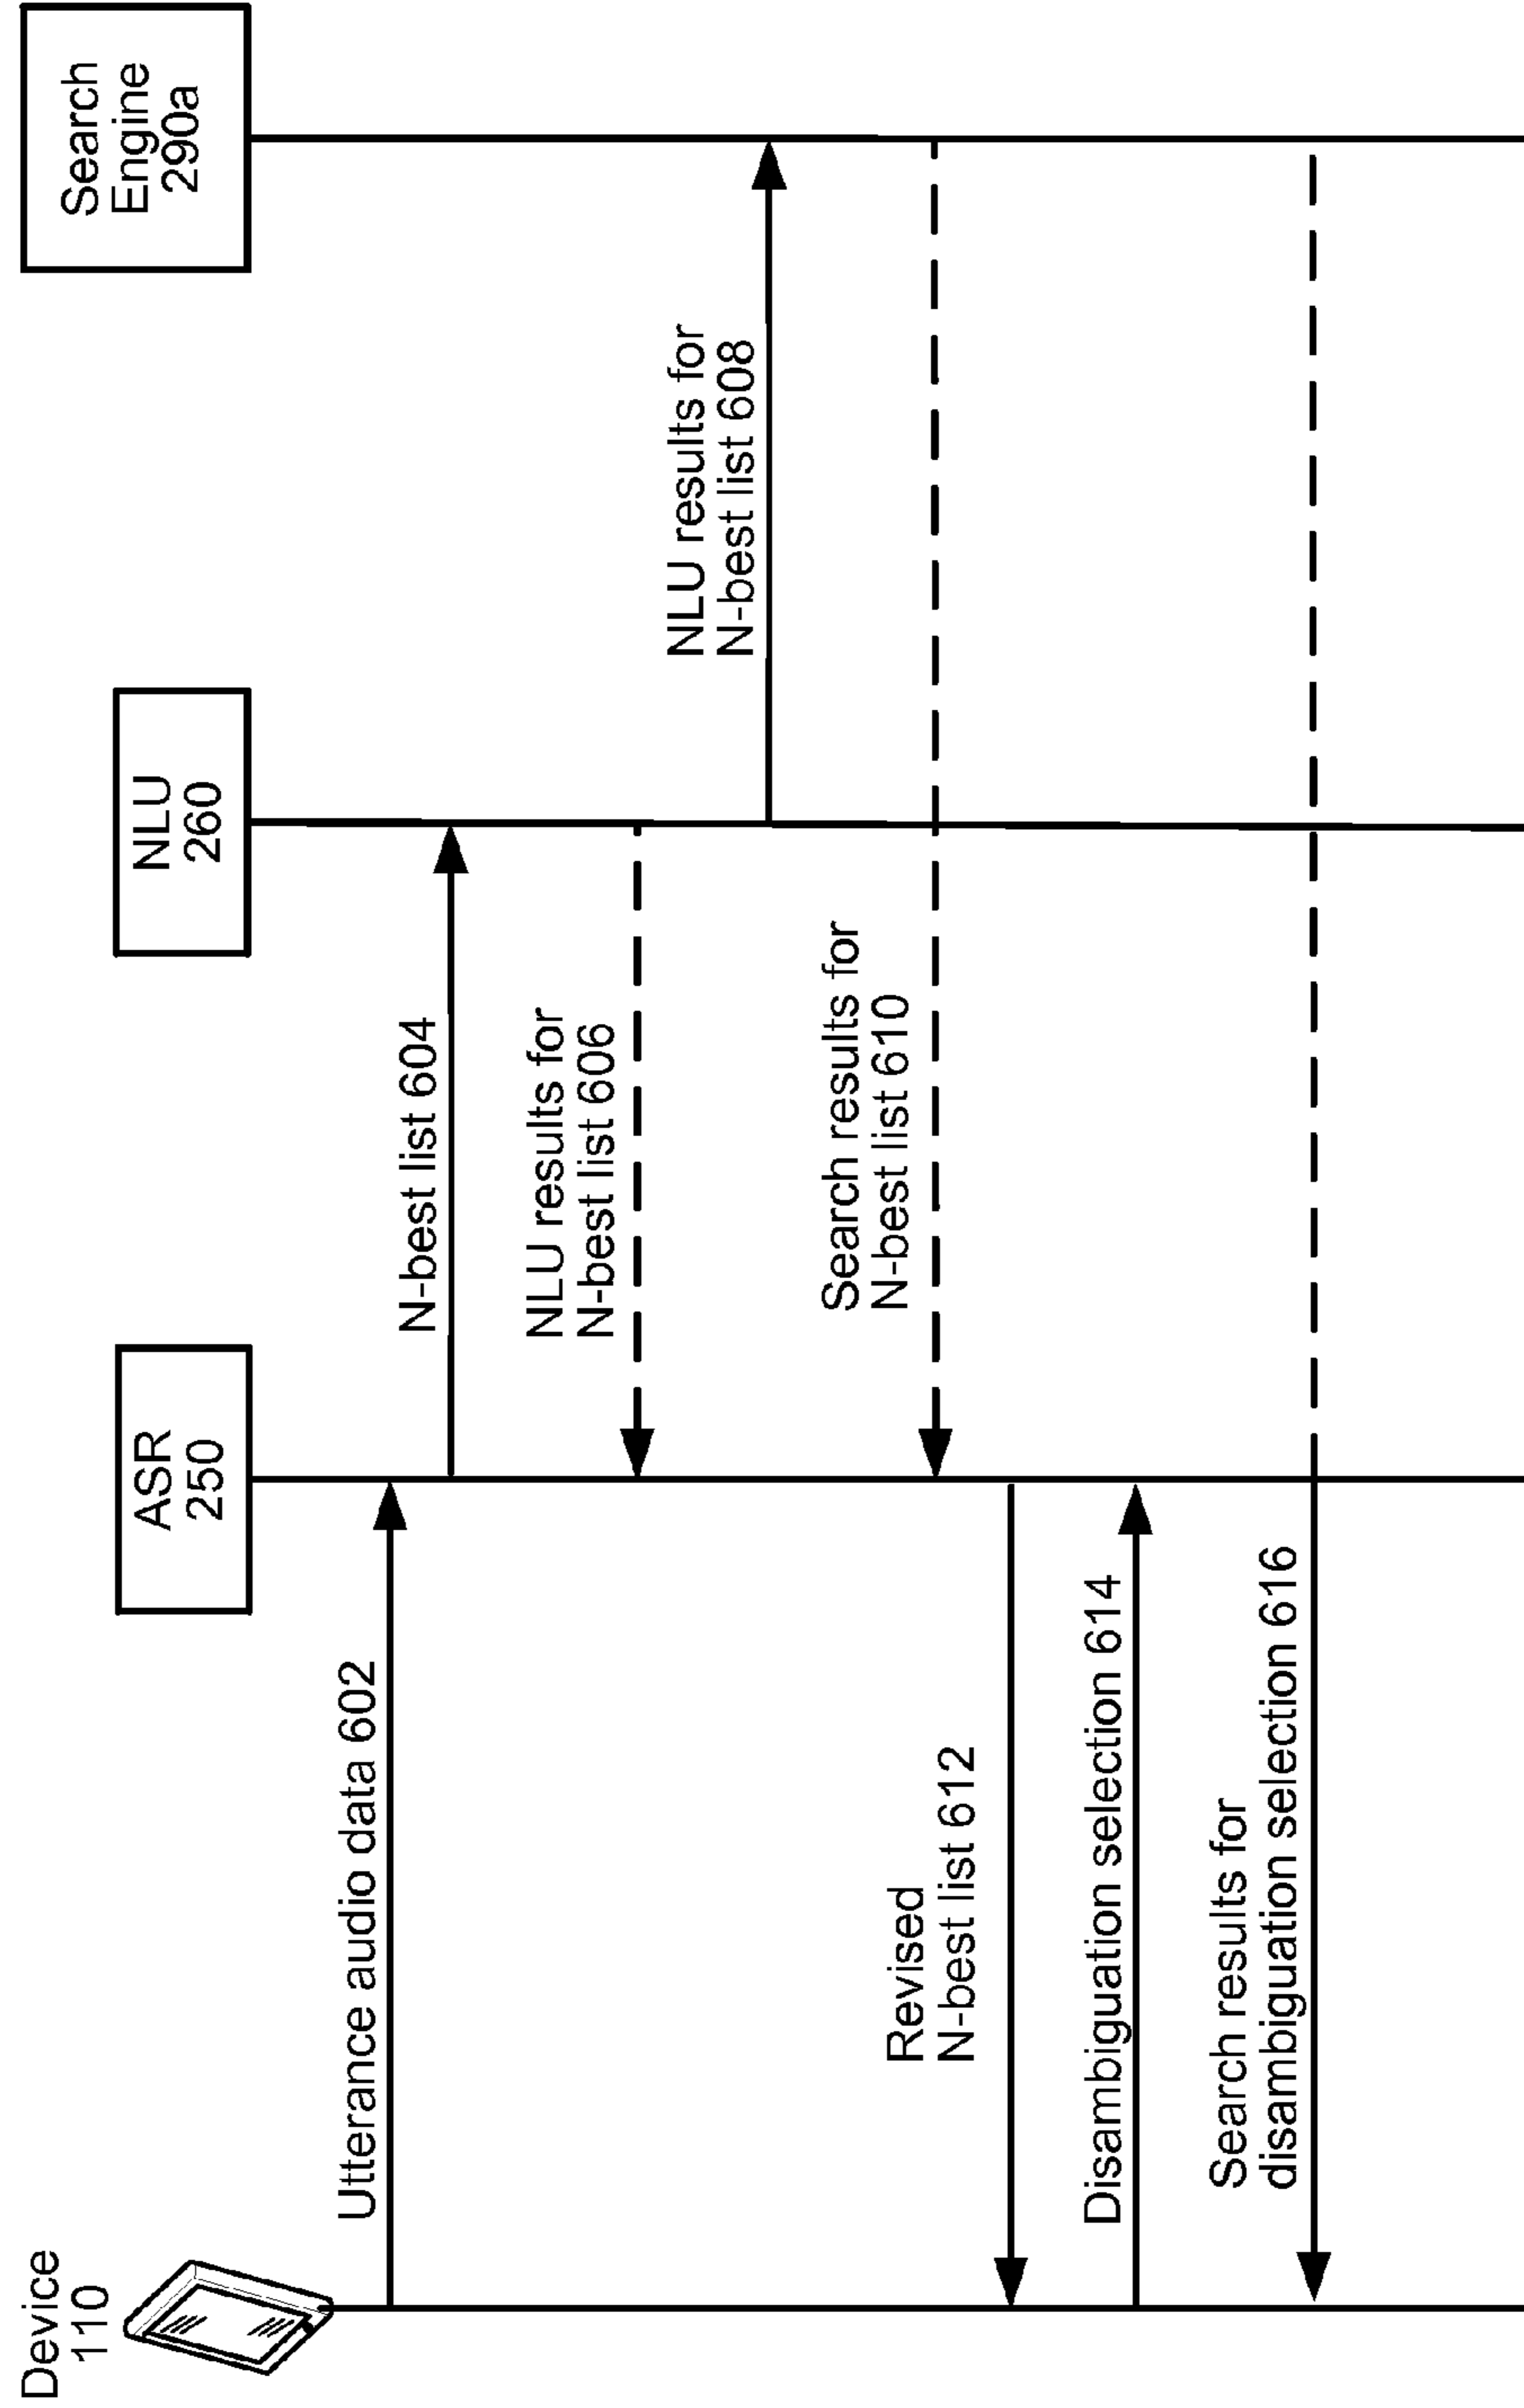 Device
110
ASR
250
NLU
260
Search
Engine
290a
Utterance audio data 602
N-best list 604
NLU results for
N-best list 606
NLU results for
N-best list 608
Search results for
N-best list 610
Revised
N-best list 612
Disambiguation selection 614
Search results for
disambiguation selection 616